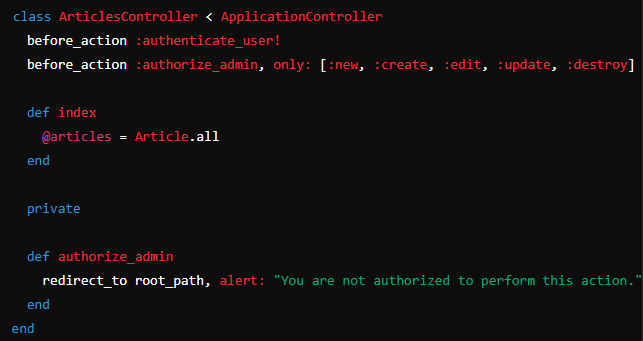 class ArticlesController < ApplicationController
  before_action :authenticate_user!
  before_action :authorize_admin, only: [:new, :create, :edit, :update, :destroy]

  def index
    @articles = Article.all
  end

  private

  def authorize_admin
    redirect_to root_path, alert: "You are not authorized to perform this action."
  end
end